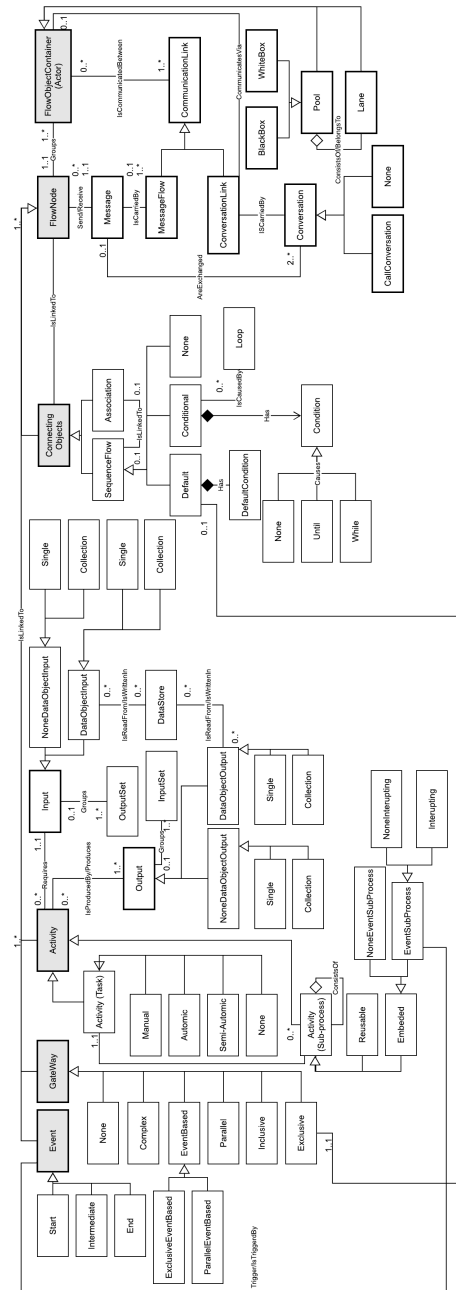 Event
Start
Intermediate
End
GateWay
None
Complex
EventBased
ExclusiveEventBased
ParallelEventBased
Parallel
Inclusive
Exclusive
1..1
Trigger/IsTriggerdBy
1..*
Activity
0..*
0..*
Activity (Task)
1..1
Manual
Automic
Semi-Automic
None
0..*
Activity
(Sub-process)
ConsistsOf
Reusable
Embeded
NoneEventSubProcess
EventSubProcess
NoneInterupting
Interupting
Requires
1..1
Input
IsProducedBy/Produces
1..*
Output
0..1
Groups
1..*
OutputSet
0..1
Groups
1..*
InputSet
NoneDataObjectOutput
Single
Collection
DataObjectOutput
0..*
Single
Collection
NoneDataObjectInput
Single
Collection
DataObjectInput
Single
Collection
0..*
IsReadFrom/IsWrittenIn
0..*
DataStore
0..*
IsReadFrom/IsWrittenIn
IsLinkedTo
Connecting
Objects
SequenceFlow
Association
0..1
IsLinkedTo
0..1
Default
0..1
Has
DefaultCondition
Conditional
None
0..*
IsCausedBy
Loop
Has
Condition
Causes
None
Until
While
IsLinkedTo
1..*
FlowNode
1..1
Groups
1..*
FlowObjectContainer
(Actor)
0..1
0..*
Send/Receive
1..1
Message
0..1
0..1
IsCarriedBy
1..*
MessageFlow
0..*
IsCommunicatedBetween
1..*
CommunicationLink
AreExchanged
2..*
ConversationLink
ISCarriedBy
Conversation
CommunicatesVia
CallConversation
None
BlackBox
WhiteBox
Pool
Lane
ConsistsOf/BelongsTo